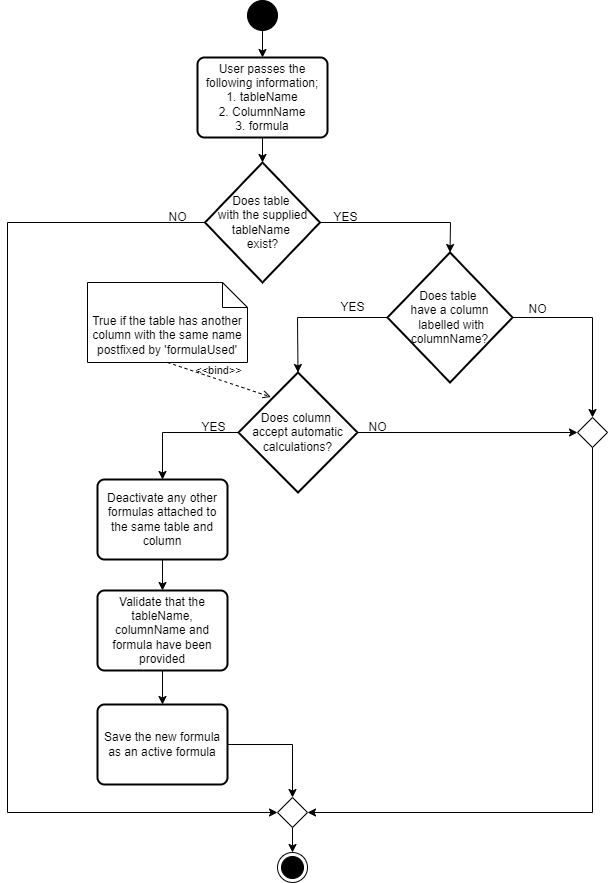 User passes the
following information;
1. tableName
2. ColumnName
3. formula
Does table
with the supplied
tableName
exist?
NO
YES
Does table
have a column
labelled with
columnName?
YES
NO
True if the table has another
column with the same name
postfixed by 'formulaUsed'
<<bind>>
Does column
accept automatic
calculations?
YES
NO
Deactivate any other
formulas attached to
the same table and
column
Validate that the
tableName,
columnName and
formula have been
provided
Save the new formula
as an active formula